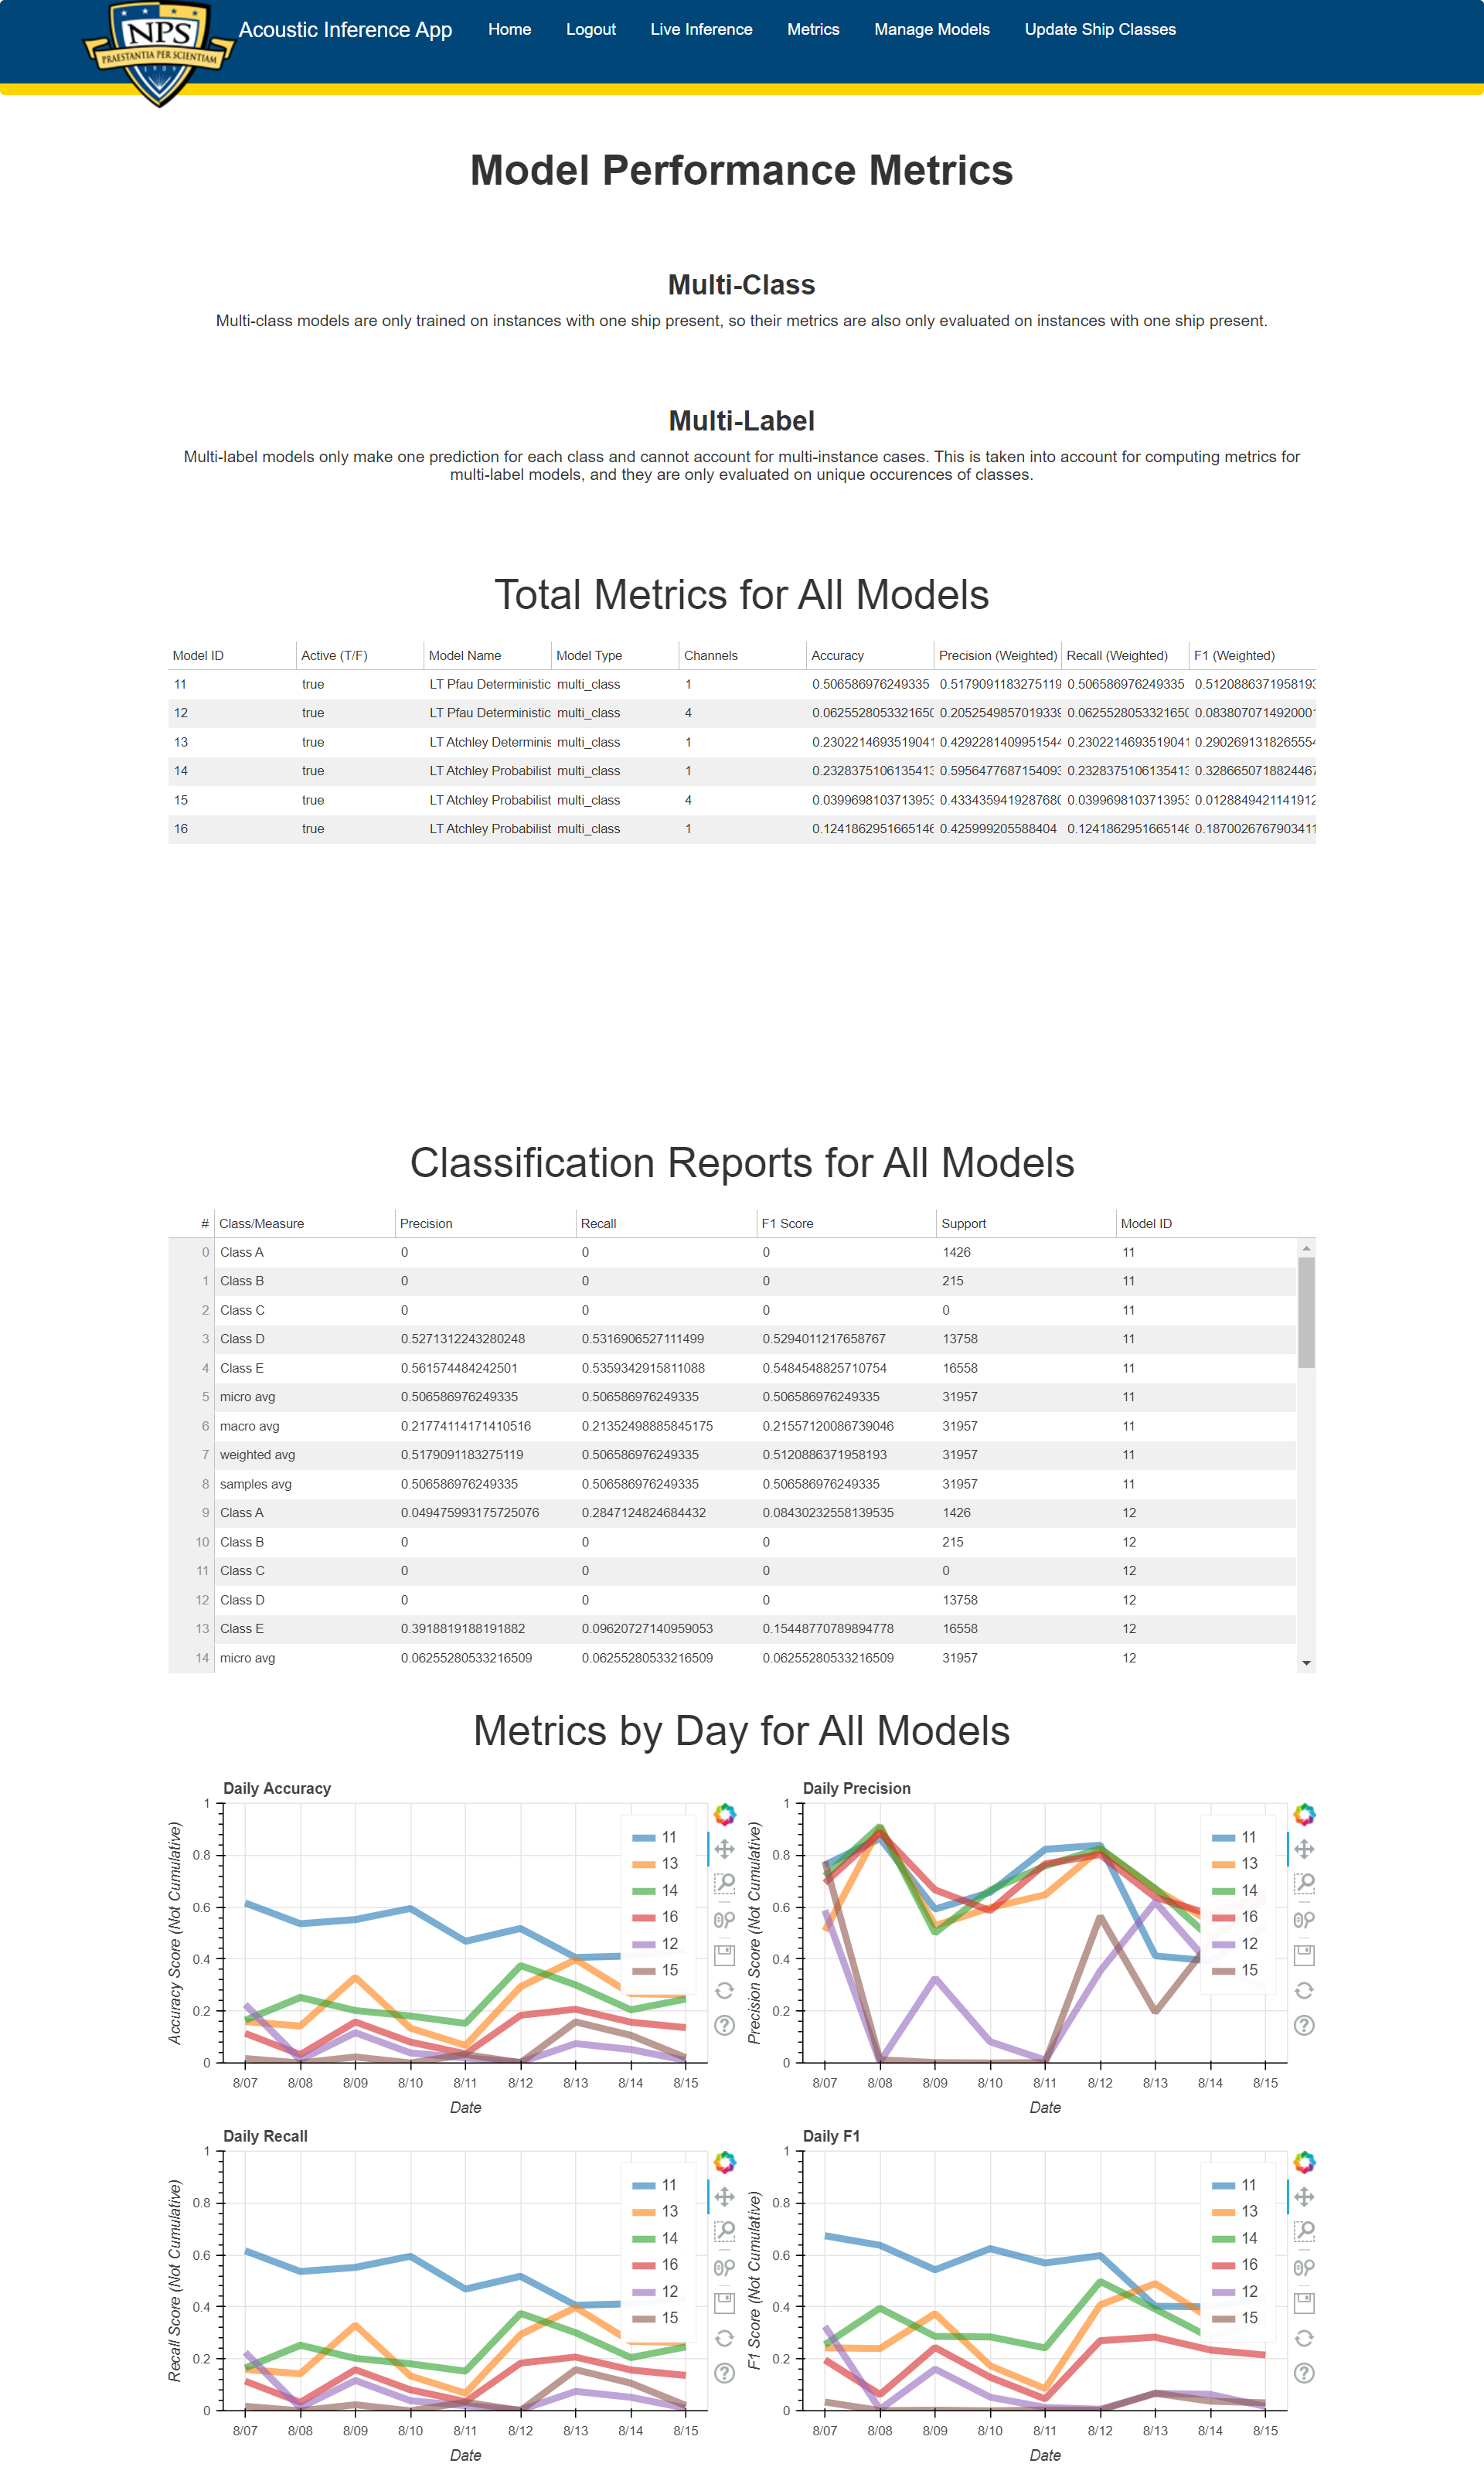 NPS
PRAESTANTIA PER SCIENTIAM
1909
Acoustic Inference App Home Logout Live Inference Metrics Manage Models Update Ship Classes
Model Performance Metrics
Multi-Class
Multi-class models are only trained on instances with one ship present, so their metrics are also only evaluated on instances with one ship present.
Multi-Label
Multi-label models only make one prediction for each class and cannot account for multi-instance cases. This is taken into account for computing metrics for
multi-label models, and they are only evaluated on unique occurences of classes.
Total Metrics for All Models
Model ID Active (T/F) Model Name Model Type Channels Accuracy Precision (Weighted) Recall (Weighted) F1 (Weighted)
11 true LT Pfau Deterministic multi_class 1 0.506586976249335 0.5179091183275119 0.506586976249335 0.5120886371958193
12 true LT Pfau Deterministic multi_class 4 0.0625528053321650 0.205254985701933 0.0625528053321650 0.083807071492000
13 true LT Atchley Determinis multi_class 1 0.230221469351904 0.429228140995154 0.230221469351904 0.290269131826555
14 true LT Atchley Probabilist multi_class 1 0.232837510613541 0.595647768715409 0.232837510613541 0.328665071882446
15 true LT Atchley Probabilist multi_class 4 0.039969810371395 0.433435941928768 0.039969810371395 0.012884942114191
16 true LT Atchley Probabilist multi_class 1 0.124186295166514 0.425999205588404 0.124186295166514 0.187002676790341
Classification Reports for All Models
# Class/Measure Precision Recall F1 Score Support Model ID
0 Class A 0 0 0 1426 11
1 Class B 0 0 0 215 11
2 Class C 0 0 0 0 11
3 Class D 0.5271312243280248 0.5316906527111499 0.5294011217658767 13758 11
4 Class E 0.561574484242501 0.5359342915811088 0.5484548825710754 16558 11
5 micro avg 0.506586976249335 0.506586976249335 0.506586976249335 31957 11
6 macro avg 0.21774114171410516 0.21352498885845175 0.21557120086739046 31957 11
7 weighted avg 0.5179091183275119 0.506586976249335 0.5120886371958193 31957 11
8 samples avg 0.506586976249335 0.506586976249335 0.506586976249335 31957 11
9 Class A 0.049475993175725076 0.2847124824684432 0.08430232558139535 1426 12
10 Class B 0 0 0 215 12
11 Class C 0 0 0 0 12
12 Class D 0 0 0 13758 12
13 Class E 0.3918819188191882 0.09620727140959053 0.15448770789894778 16558 12
14 micro avg 0.06255280533216509 0.06255280533216509 0.06255280533216509 31957 12
Metrics by Day for All Models
Daily Accuracy
Accuracy Score (Not Cumulative)
1
0.8
0.6
0.4
0.2
0
11
13
14
16
12
15
8/07 8/08 8/09 8/10 8/11 8/12 8/13 8/14 8/15
Date
Daily Precision
Precision Score (Not Cumulative)
1
0.8
0.6
0.4
0.2
0
11
13
14
16
12
15
8/07 8/08 8/09 8/10 8/11 8/12 8/13 8/14 8/15
Date
Daily Recall
Recall Score (Not Cumulative)
1
0.8
0.6
0.4
0.2
0
11
13
14
16
12
15
8/07 8/08 8/09 8/10 8/11 8/12 8/13 8/14 8/15
Date
Daily F1
F1 Score (Not Cumulative)
1
0.8
0.6
0.4
0.2
0
11
13
14
16
12
15
8/07 8/08 8/09 8/10 8/11 8/12 8/13 8/14 8/15
Date